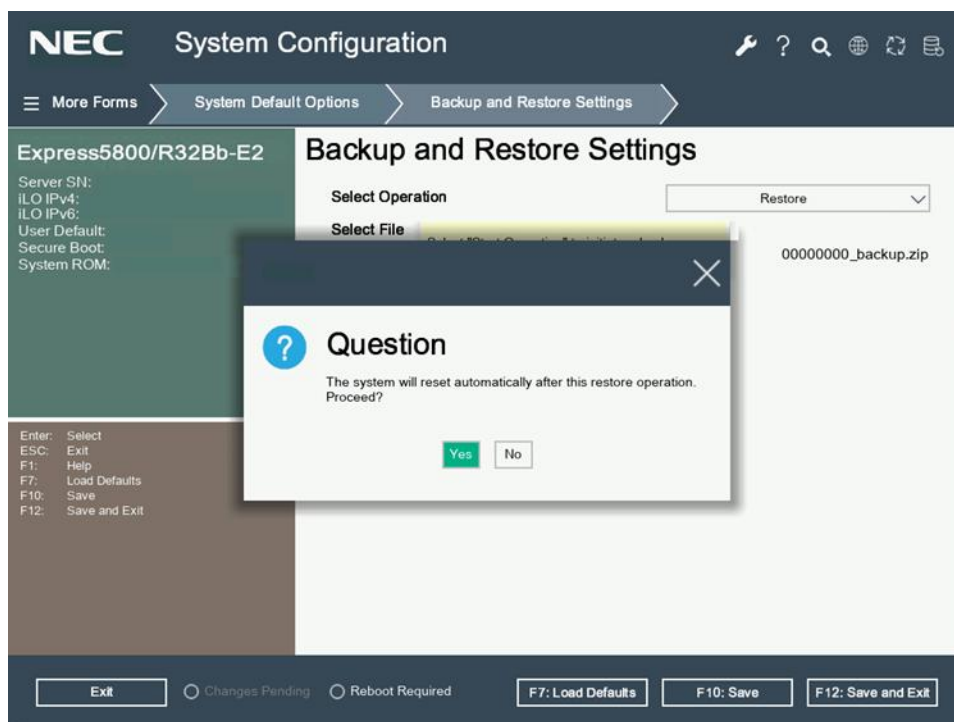 NEC System Configuration
More Forms System Default Options Backup and Restore Settings
Express5800/R32Bb-E2
Server SN:
iLO IPv4:
iLO IPv6:
User Default:
Secure Boot:
System ROM:
Enter: Select
ESC: Exit
F1: Help
F7: Load Defaults
F10: Save
F12: Save and Exit
Backup and Restore Settings
Select Operation Restore
Select File
00000000_backup.zip
Question
The system will reset automatically after this restore operation.
Proceed?
Yes No
Exit Changes Pending Reboot Required F7: Load Defaults F10: Save F12: Save and Exit